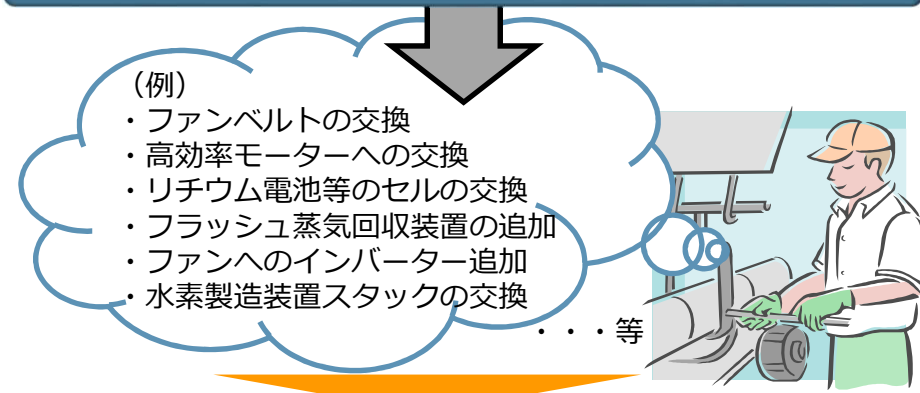 （例）
・ファンベルトの交換
・高効率モーターへの交換
・リチウム電池等のセルの交換
・フラッシュ蒸気回収装置の追加
・ファンへのインバーター追加
・水素製造装置スタックの交換
・・・等